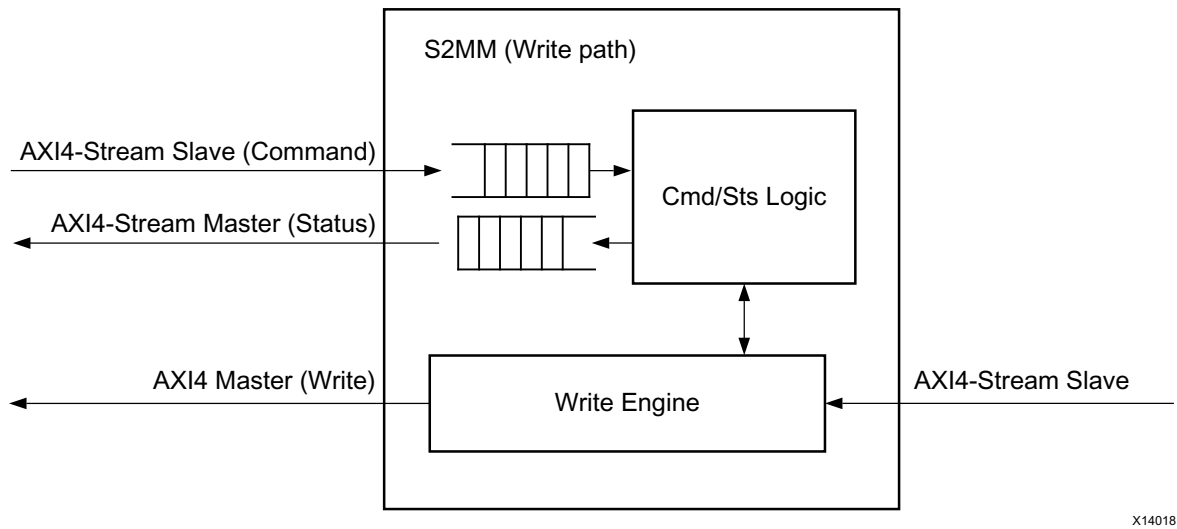 S2MM (Write path)
AXI4-Stream Slave (Command)
Cmd/Sts Logic
AXI4-Stream Master (Status)
AXI4 Master (Write)
Write Engine
AXI4-Stream Slave
X14018